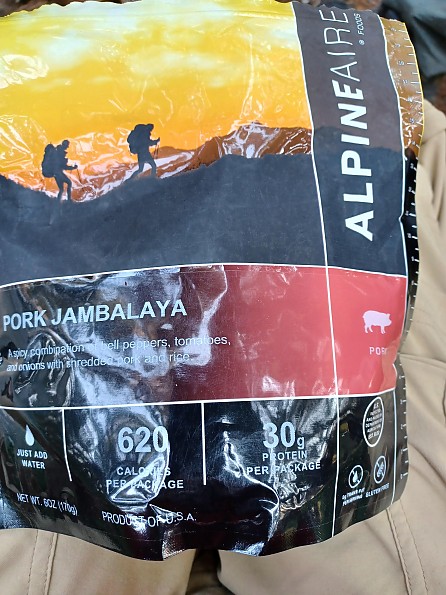 ALPINEAIRE
® FOODS
PORK JAMBALAYA
A spicy combination of bell peppers, tomatoes,
and onions with shredded pork and rice
PORK
JUST ADD
WATER
620
CALORIES
PER PACKAGE
30g
PROTEIN
PER PACKAGE
NET WT. 6OZ (170g)
PRODUCT OF U.S.A.
GLUTEN FREE